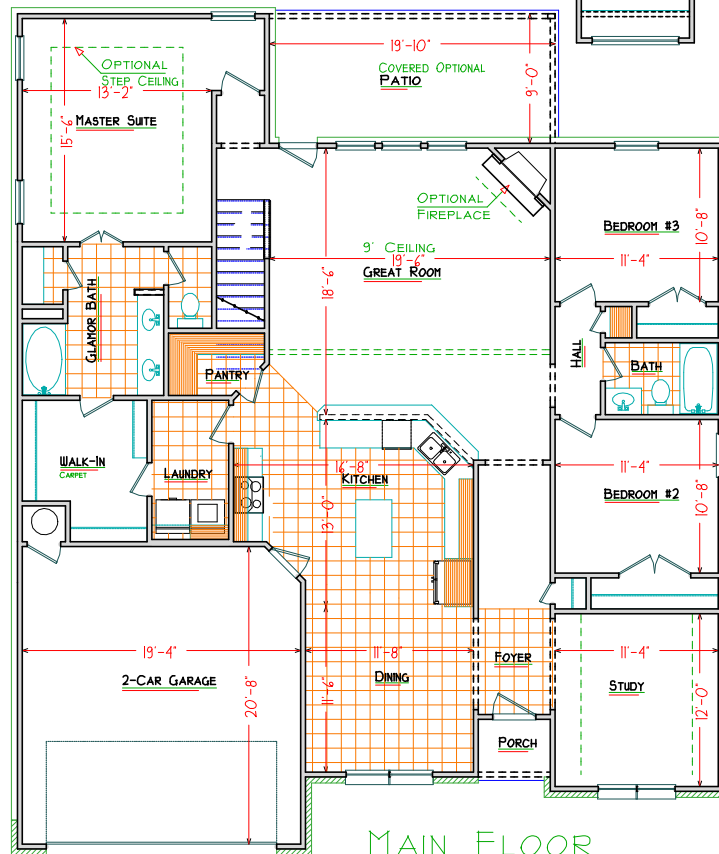 19'-10"
COVERED OPTIONAL
PATIO
9'-0"
OPTIONAL
STEP CEILING
13'-2"
MASTER SUITE
15'-6"
OPTIONAL
FIREPLACE
BEDROOM #3
10'-8"
11'-4"
9' CEILING
19'-6"
GREAT ROOM
18'-6"
GLAMOR BATH
HALL
BATH
PANTRY
WALK-IN
CARPET
LAUNDRY
16'-8"
KITCHEN
13'-0"
11'-4"
BEDROOM #2
10'-8"
19'-4"
2-CAR GARAGE
20'-8"
11'-8"
DINING
11'-6"
FOYER
11'-4"
STUDY
12'-0"
PORCH
MAIN FLOOR